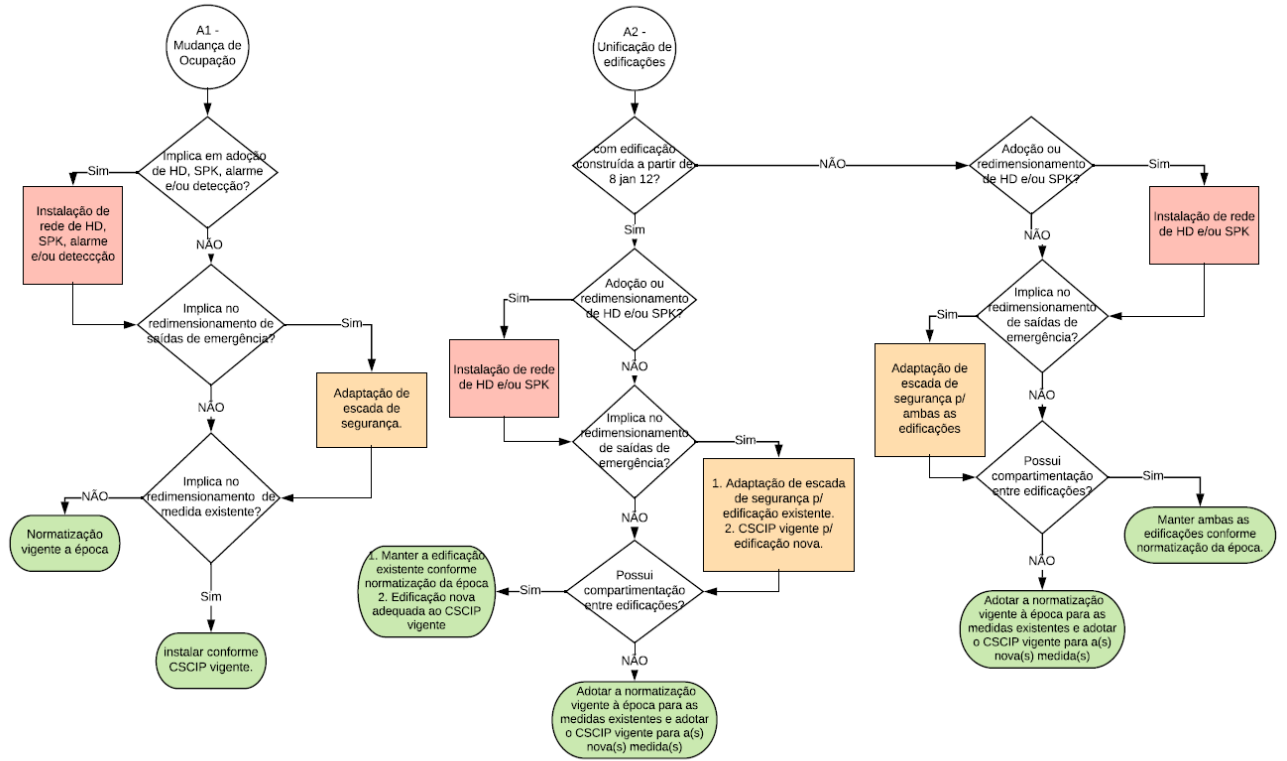 A1 -
Mudança de
Ocupação
Implica em adoção
de HD, SPK, alarme
e/ou detecção?
Sim
Instalação de
rede de HD,
SPK, alarme
e/ou deteccção
NÃO
Implica no
redimensionamento de
saídas de emergência?
Sim
Adaptação de
escada de
segurança.
NÃO
Implica no
redimensionamento de
medida existente?
NÃO
Normatização
vigente a época
Sim
instalar conforme
CSCIP vigente.
A2 -
Unificação de
edificações
com edificação
construída a partir de
8 jan 12?
NÃO
Sim
Adoção ou
redimensionamento
de HD e/ou SPK?
Sim
Instalação de rede
de HD e/ou SPK
NÃO
Implica no
redimensionamento
de saídas de
emergência?
Sim
1. Adaptação de escada
de segurança p/
edificação existente.
2. CSCIP vigente p/
edificação nova.
NÃO
Possui
compartimentação
entre edificações?
Sim
1. Manter a edificação
existente conforme
normatização da época
2. Edificação nova
adequada ao CSCIP
vigente
NÃO
Adotar a normatização
vigente à época para as
medidas existentes e adotar
o CSCIP vigente para a(s)
nova(s) medida(s)
Adoção ou
redimensionamento
de HD e/ou SPK?
Sim
Instalação de rede
de HD e/ou SPK
NÃO
Implica no
redimensionamento
de saídas de
emergência?
Sim
Adaptação de
escada de
segurança p/
ambas as
edificações
NÃO
Possui
compartimentação
entre edificações?
Sim
Manter ambas as
edificações conforme
normatização da época.
NÃO
Adotar a normatização
vigente à época para as
medidas existentes e adotar
o CSCIP vigente para a(s)
nova(s) medida(s)